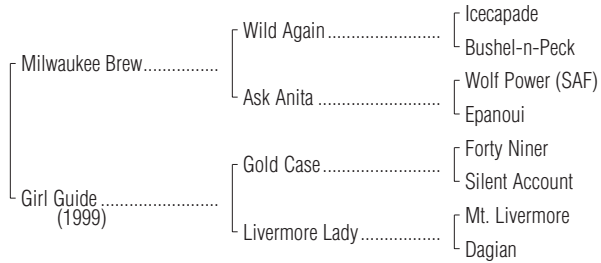 Icecapade
Wild Again
Bushel-n-Peck
Milwaukee Brew
Wolf Power (SAF)
Ask Anita
Epanoui
Forty Niner
Gold Case
Silent Account
Girl Guide
(1999)
Mt. Livermore
Livermore Lady
Dagian